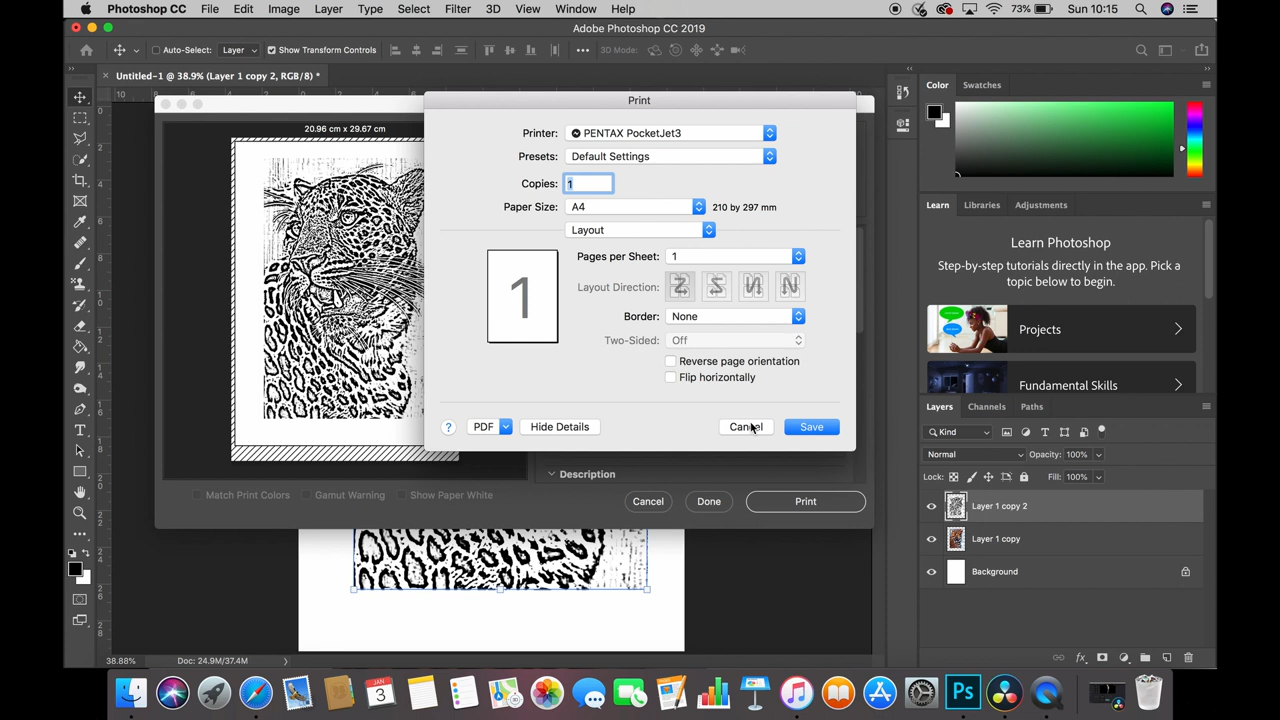 Photoshop CC File Edit Image Layer Type Select Filter 3D View Window Help 73% Sun 10:15
Adobe Photoshop CC 2019
Auto-Select: Layer Show Transform Controls 3D Mode:
Untitled-1 @ 38.9% (Layer 1 copy 2, RGB/8) *
20.96 cm x 29.67 cm
Print
Printer: PENTAX PocketJet3
Presets: Default Settings
Copies: 1
Paper Size: A4 210 by 297 mm
Layout
Pages per Sheet: 1
1
Layout Direction:
Border: None
Two-Sided: Off
Reverse page orientation
Flip horizontally
? PDF Hide Details Cancel Save
Description
Match Print Colors Gamut Warning Show Paper White
Cancel Done Print
38.88% Doc: 24.9M/37.4M
Color Swatches
Learn Libraries Adjustments
Learn Photoshop
Step-by-step tutorials directly in the app. Pick a
topic below to begin.
Projects
Fundamental Skills
Layers Channels Paths
Kind
Normal Opacity: 100%
Lock: Fill: 100%
Layer 1 copy 2
Layer 1 copy
Background
JAN
3
Ps